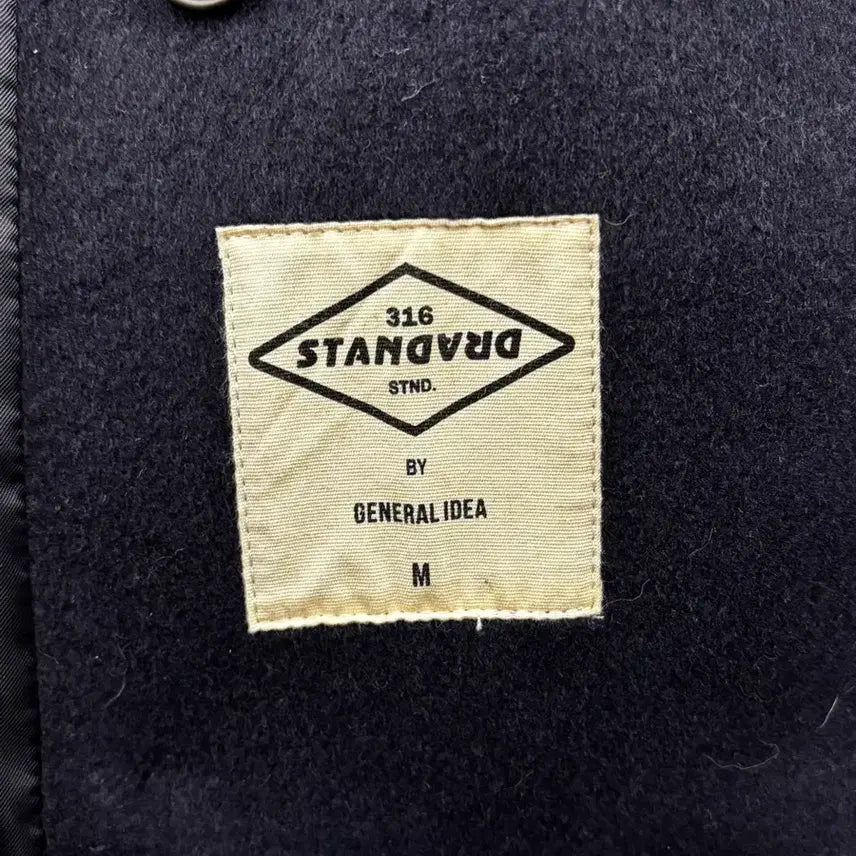 316
STANDARD
STND.
BY
GENERAL IDEA
M